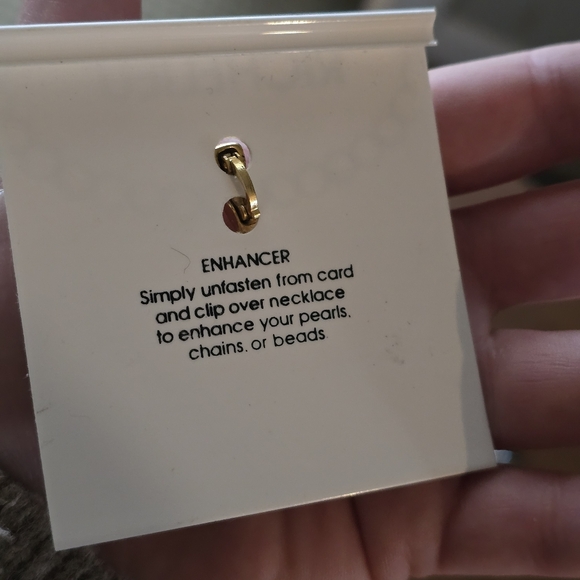 ENHANCER
Simply unfasten from card
and clip over necklace
to enhance your pearls,
chains, or beads